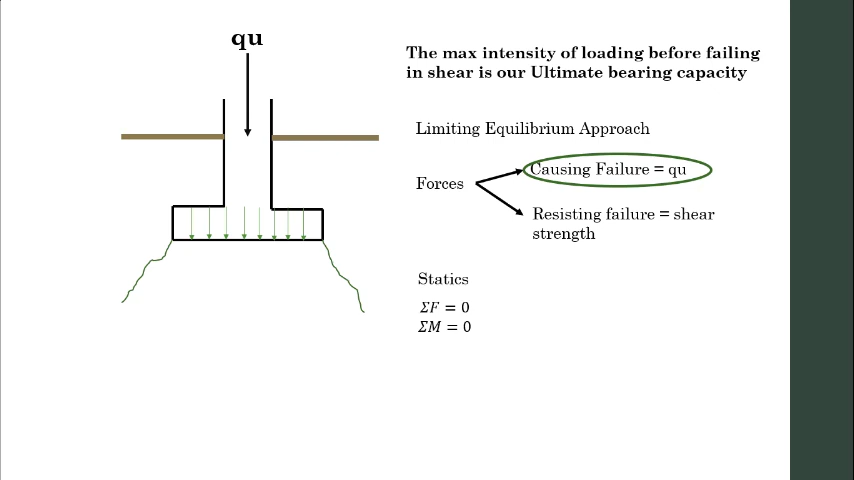 qu
The max intensity of loading before failing
in shear is our Ultimate bearing capacity
Limiting Equilibrium Approach
Forces
Causing Failure = qu
Resisting failure = shear
strength
Statics
ΣF = 0
ΣM = 0